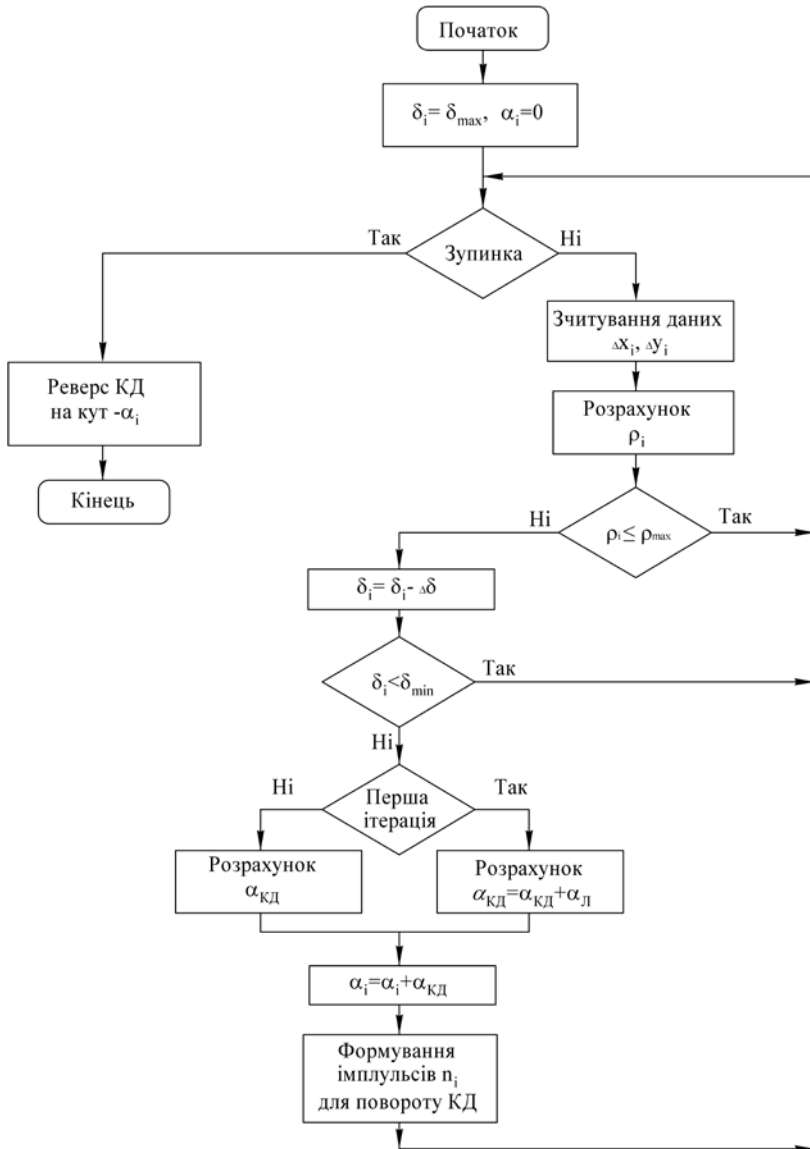 Початок
δi= δmax, αi=0
Так
Зупинка
Ні
Зчитування даних
Δxi, Δyi
Реверс КД
на кут -αi
Розрахунок
ρi
Кінець
Ні
ρi≤ ρmax
Так
δi= δi- Δδ
δi<δmin
Так
Ні
Ні
Перша
ітерація
Так
Розрахунок
αКД
Розрахунок
αКД=αКД+αЛ
αi=αi+αКД
Формування
імплульсів ni
для повороту КД